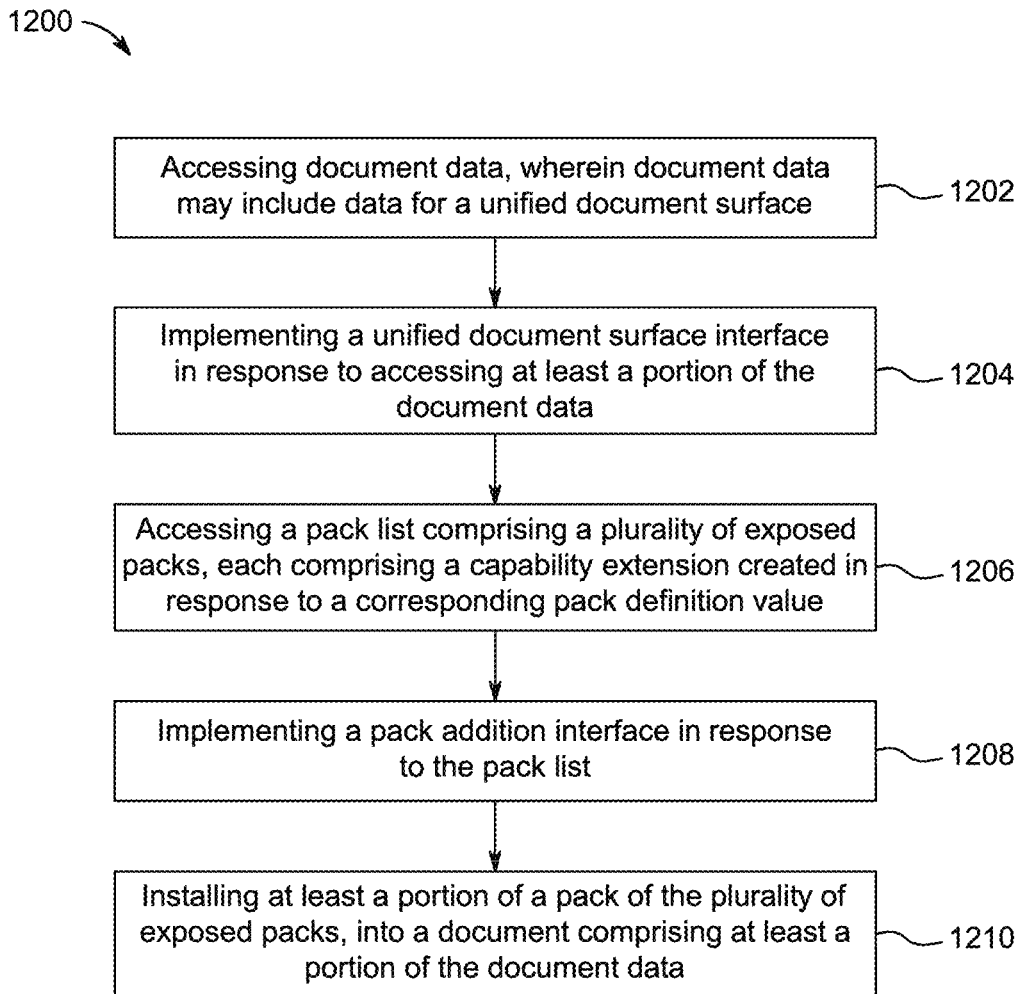 1200
Accessing document data, wherein document data
may include data for a unified document surface
1202
Implementing a unified document surface interface
in response to accessing at least a portion of the
document data
1204
Accessing a pack list comprising a plurality of exposed
packs, each comprising a capability extension created in
response to a corresponding pack definition value
1206
Implementing a pack addition interface in response
to the pack list
1208
Installing at least a portion of a pack of the plurality of
exposed packs, into a document comprising at least a
portion of the document data
1210